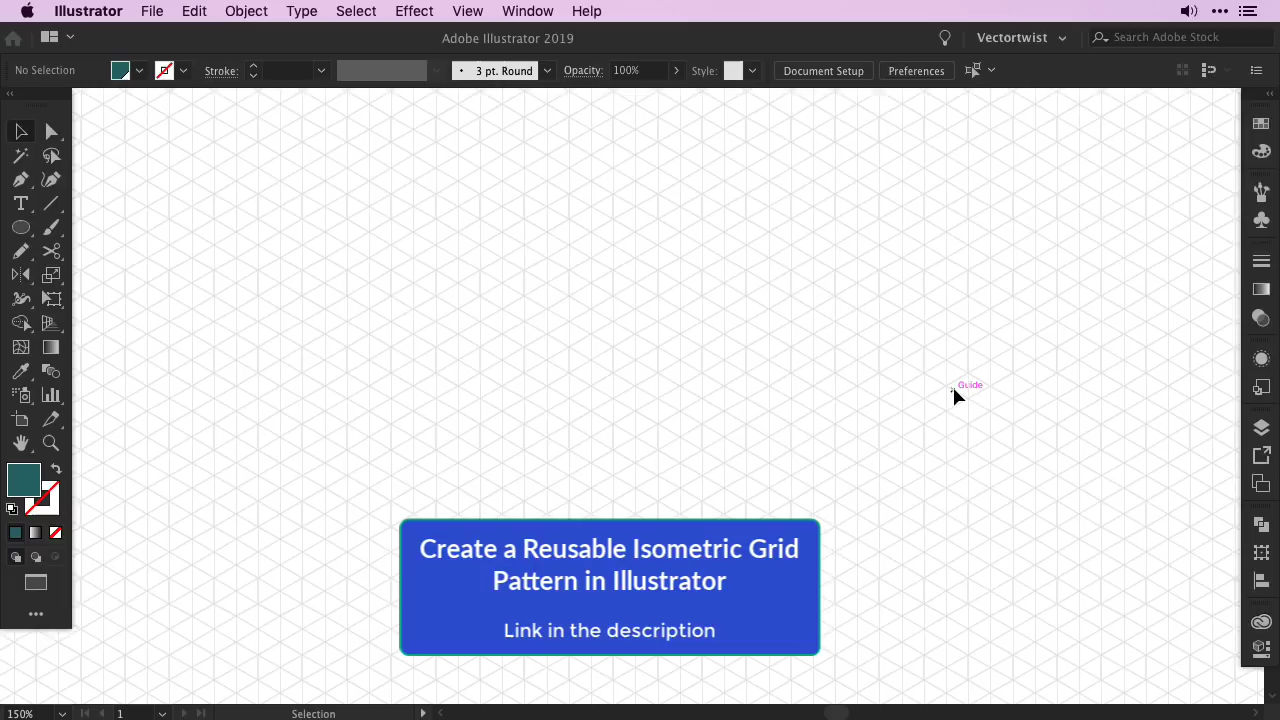 Illustrator File Edit Object Type Select Effect View Window Help
Adobe Illustrator 2019
Vectortwist
Search Adobe Stock
No Selection
Stroke:
3 pt. Round
Opacity: 100%
Style:
Document Setup
Preferences
Guide
Create a Reusable Isometric Grid
Pattern in Illustrator
Link in the description
150%
1
Selection